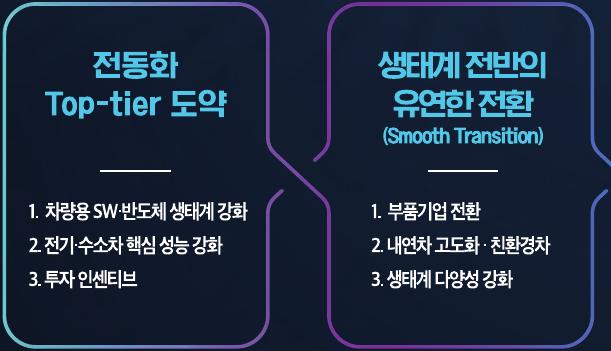 전동화
Top-tier 도약
1. 차량용 SW·반도체 생태계 강화
2. 전기·수소차 핵심 성능 강화
3. 투자 인센티브
생태계 전반의
유연한 전환
(Smooth Transition)
1. 부품기업 전환
2. 내연차 고도화 · 친환경차
3. 생태계 다양성 강화